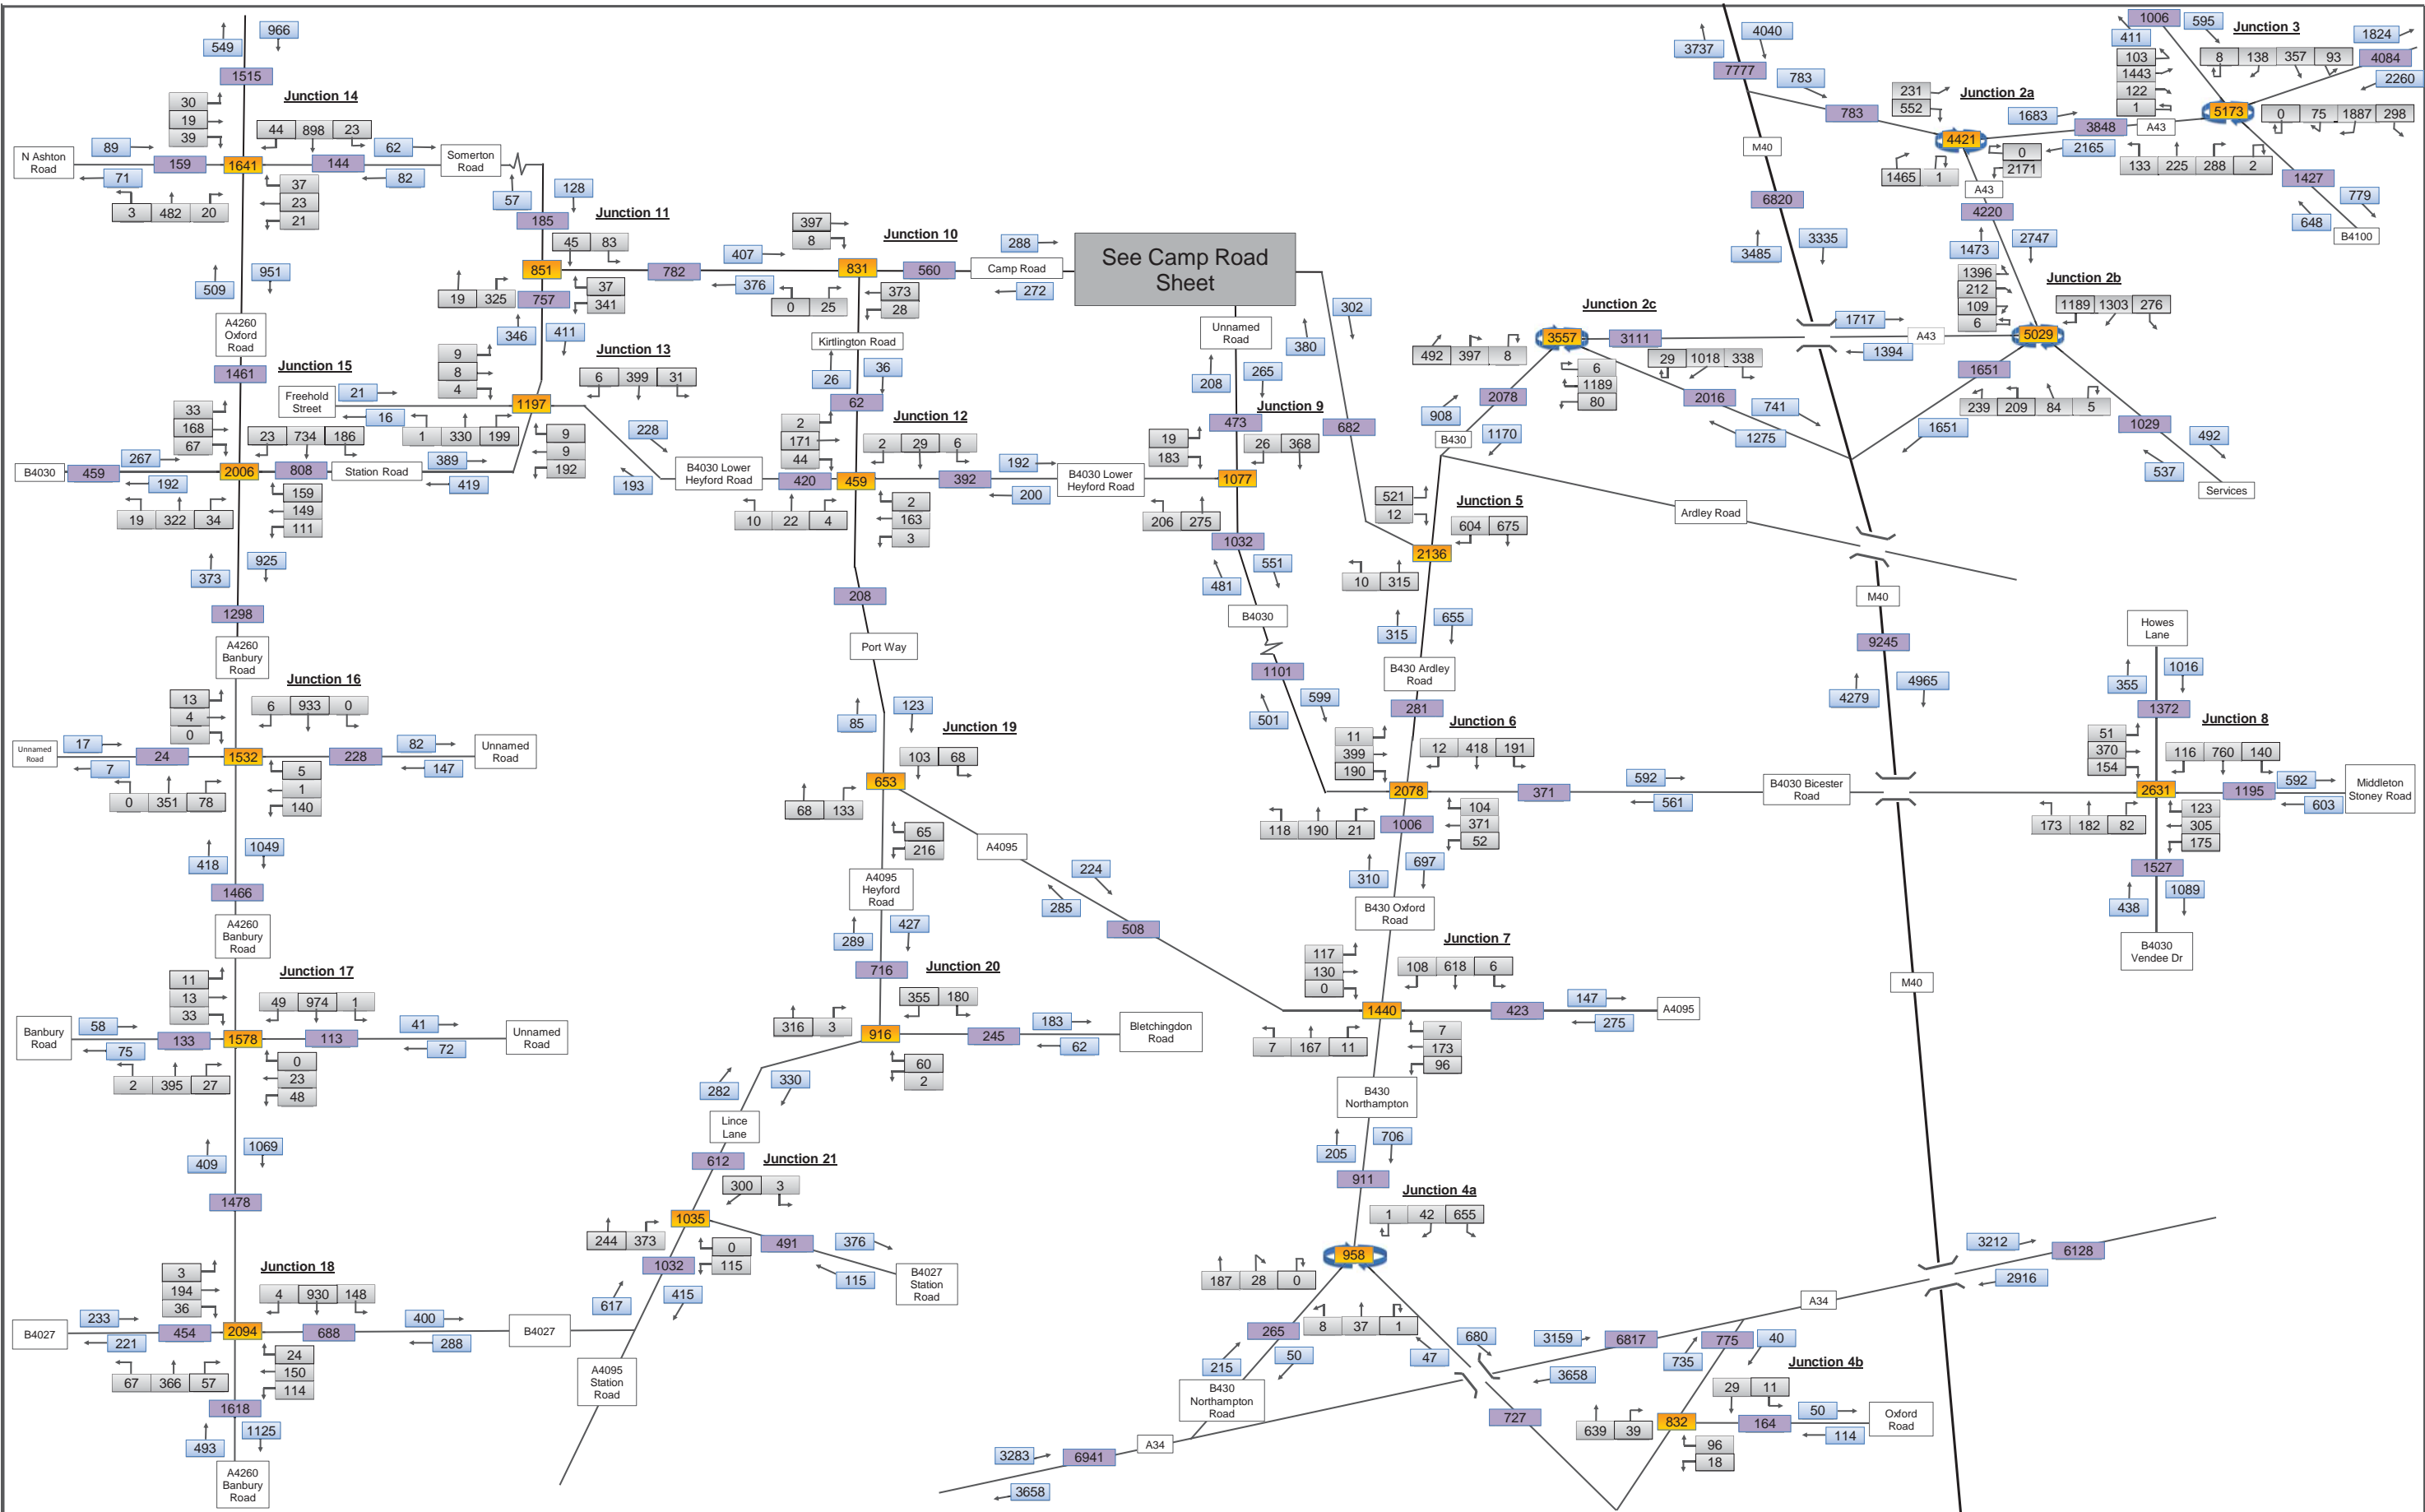 549
966
1515
Junction 14
30
19
39
44 898 23
89
62
N Ashton
Road
159
1641
144
Somerton
Road
71
82
3 482 20
37
23
21
509
951
A4260
Oxford
Road
1461
57
128
185
Junction 11
45 83
851
782
407
376
19 325
757
37
341
346
411
397
8
Junction 10
831
560
288
Camp Road
272
0 25
373
28
See Camp Road
Sheet
Kirtlington Road
26
36
62
Junction 15
Freehold
Street
21
16
9
8
4
Junction 13
6 399 31
1197
1 330 199
9
9
192
228
193
33
168
67
23 734 186
B4030
459
267
192
2006
808
Station Road
389
419
19 322 34
159
149
111
373
925
1298
A4260
Banbury
Road
Junction 12
2
171
44
2 29 6
B4030 Lower
Heyford Road
420
459
392
192
200
B4030 Lower
Heyford Road
10 22 4
2
163
3
208
Port Way
Unnamed
Road
208
265
380
302
682
473
Junction 9
19
183
26 368
1077
206 275
1032
481
551
B4030
1101
501
599
Junction 16
13
4
0
6 933 0
Unnamed
Road
17
7
24
1532
228
82
147
Unnamed
Road
0 351 78
5
1
140
418
1049
1466
A4260
Banbury
Road
85
123
Junction 19
103 68
653
68 133
65
216
A4095
A4095
Heyford
Road
289
427
716
224
285
508
Junction 17
11
13
33
49 974 1
Banbury
Road
58
75
133
1578
113
41
72
Unnamed
Road
2 395 27
0
23
48
409
1069
1478
Junction 20
355 180
316 3
916
245
183
62
Bletchingdon
Road
60
2
282
330
Lince
Lane
612
Junction 21
300 3
1035
244 373
0
115
491
376
115
B4027
Station
Road
1032
617
415
Junction 18
3
194
36
4 930 148
B4027
233
221
454
2094
688
400
288
B4027
67 366 57
24
150
114
1618
493
1125
A4260
Banbury
Road
A4095
Station
Road
3737
4040
7777
783
783
M40
6820
3485
3335
231
552
Junction 2a
4421
1683
3848
A43
2165
1465 1
0
2171
A43
4220
1473
2747
1006
595
411
Junction 3
103
1443
122
1
8 138 357 93
1824
4084
2260
5173
0 75 1887 298
133 225 288 2
1427
648
779
B4100
Junction 2b
1396
212
109
6
1189 1303 276
5029
1717
A43
1394
1651
239 209 84 5
1651
1029
492
537
Services
Junction 2c
3557
3111
492 397 8
29 1018 338
6
1189
80
2078
2016
741
1275
908
B430
1170
Ardley Road
521
12
Junction 5
604 675
2136
10 315
315
655
B430 Ardley
Road
281
Junction 6
11
399
190
12 418 191
2078
371
592
561
B4030 Bicester
Road
118 190 21
1006
104
371
52
310
697
B430 Oxford
Road
M40
9245
4279
4965
Howes
Lane
355
1016
1372
Junction 8
51
370
154
116 760 140
2631
1195
592
603
Middleton
Stoney Road
173 182 82
123
305
175
1527
438
1089
B4030
Vendee Dr
Junction 7
117
130
0
108 618 6
1440
423
147
275
A4095
7 167 11
7
173
96
B430
Northampton
205
706
911
M40
Junction 4a
1 42 655
958
187 28 0
8 37 1
265
215
50
B430
Northampton
Road
47
680
727
3159
3658
6817
775
735
40
A34
3212
2916
6128
Junction 4b
29 11
639 39
832
164
50
114
Oxford
Road
96
18
A34
3283
6941
3658